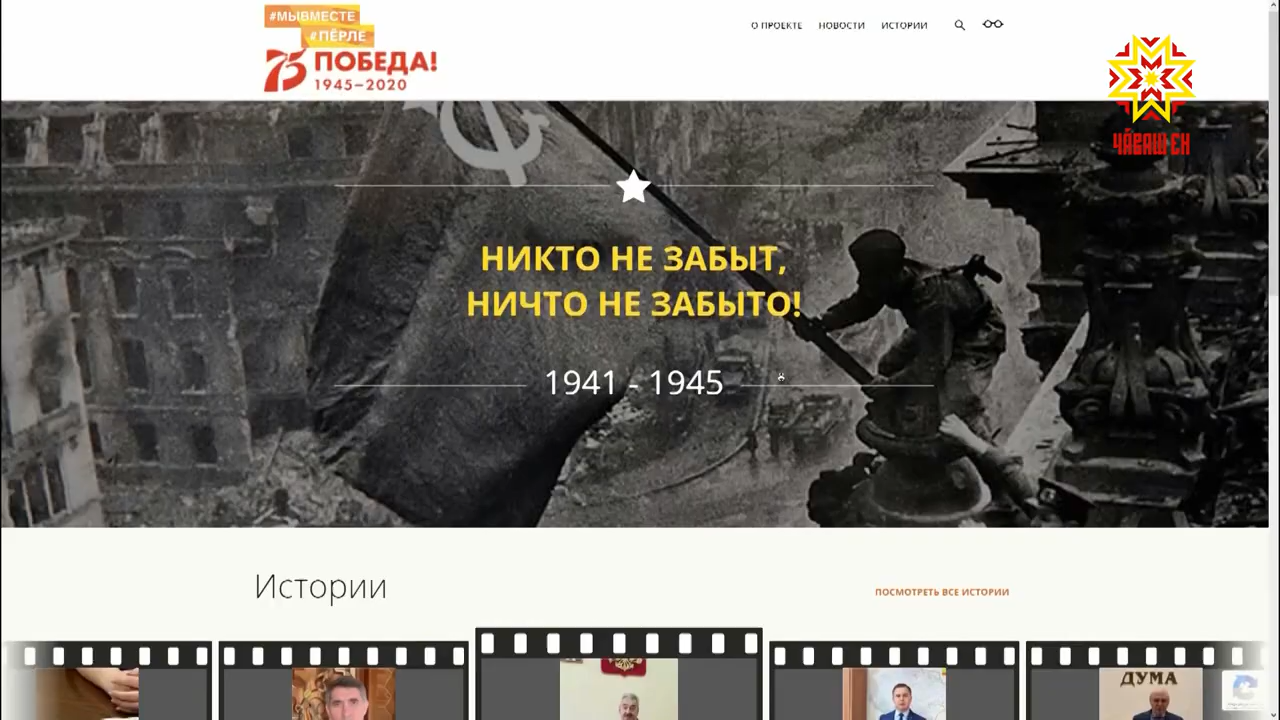 #МЫВМЕСТЕ
#ПĔРЛЕ
75 ПОБЕДА!
1945–2020
О ПРОЕКТЕ НОВОСТИ ИСТОРИИ
ЧĂВАШ ЕН
НИКТО НЕ ЗАБЫТ,
НИЧТО НЕ ЗАБЫТО!
1941 - 1945
Истории
ПОСМОТРЕТЬ ВСЕ ИСТОРИИ
ДУМА